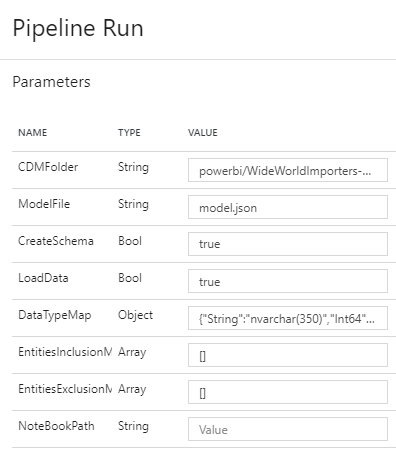 Pipeline Run
Parameters
NAME TYPE VALUE
CDMFolder String powerbi/WideWorldImporters-...
ModelFile String model.json
CreateSchema Bool true
LoadData Bool true
DataTypeMap Object {"String":"nvarchar(350)","Int64"...
EntitiesInclusionM Array []
EntitiesExclusionM Array []
NoteBookPath String Value